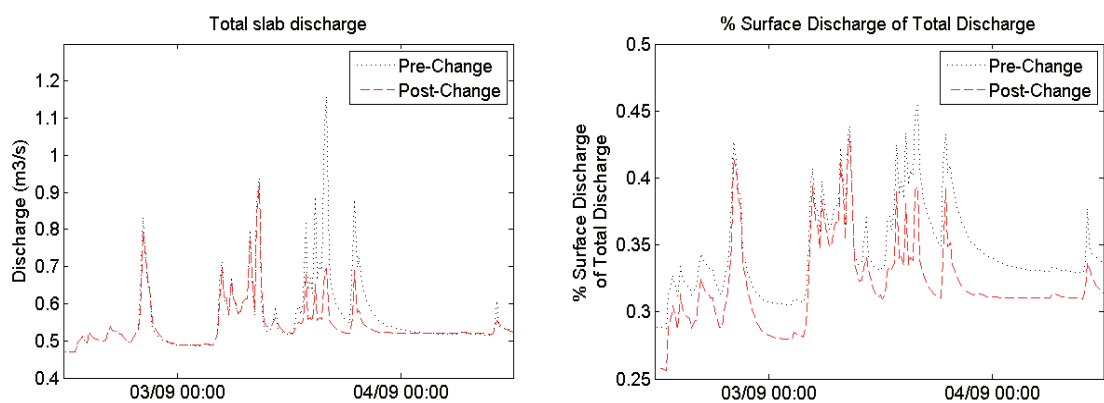 Total slab discharge
Discharge (m3/s)
1.2
1.1
1
0.9
0.8
0.7
0.6
0.5
0.4
Pre-Change
Post-Change
03/09 00:00
04/09 00:00
% Surface Discharge of Total Discharge
% Surface Discharge
of Total Discharge
0.5
0.45
0.4
0.35
0.3
0.25
Pre-Change
Post-Change
03/09 00:00
04/09 00:00